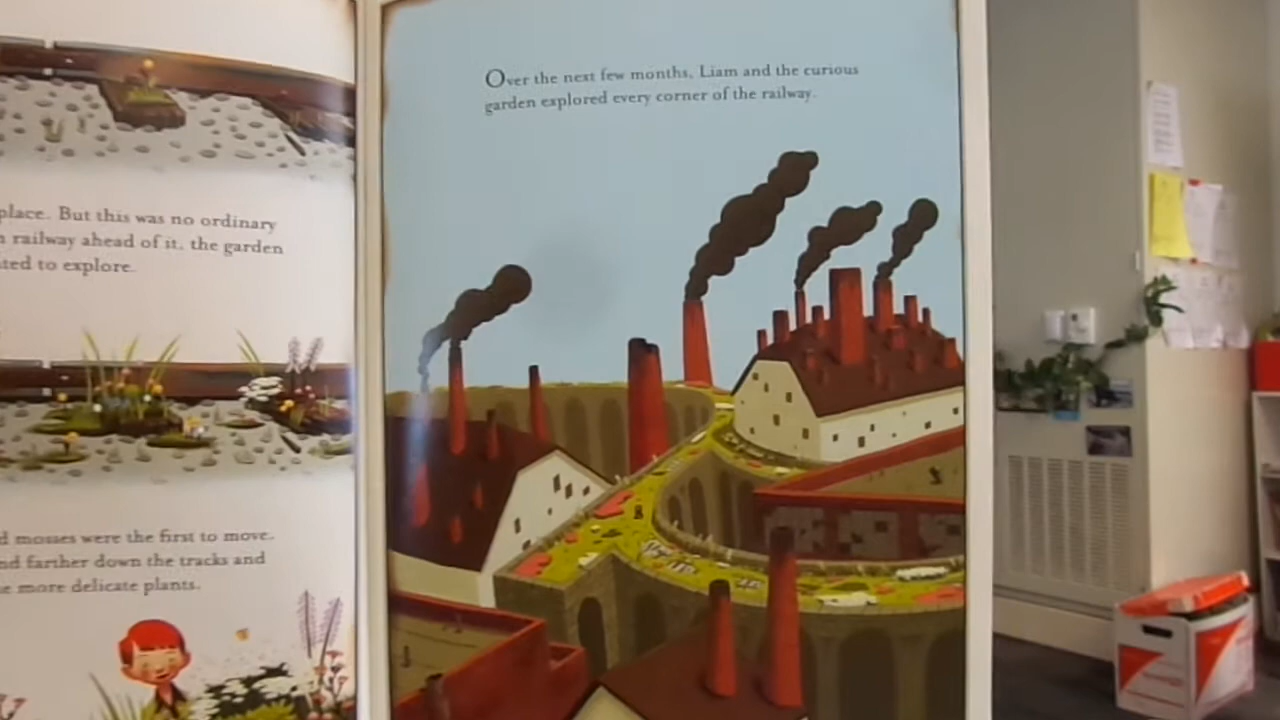 place. But this was no ordinary
railway ahead of it, the garden
to explore.
mosses were the first to move.
farther down the tracks and
more delicate plants.
Over the next few months, Liam and the curious
garden explored every corner of the railway.